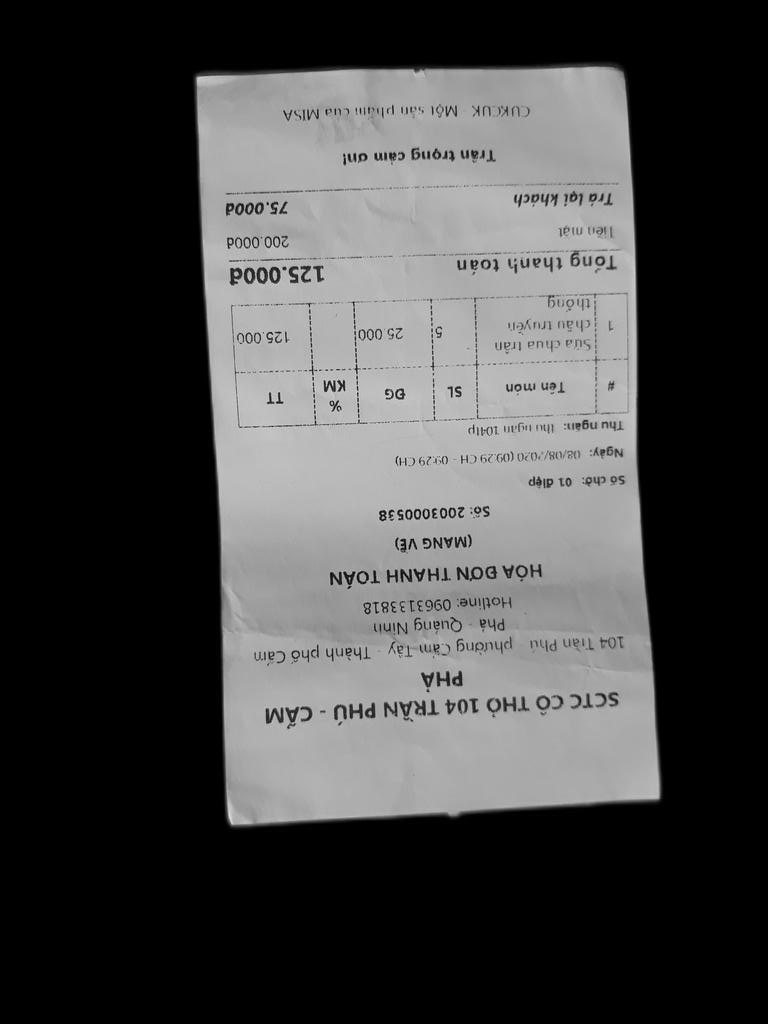 SCTC CÔ THỎ 104 TRẦN PHÚ - CẨM
PHẢ
104 Trần Phú - phường Cẩm Tây - Thành phố Cẩm
Phả - Quảng Ninh
Hotline: 0963133818
HÓA ĐƠN THANH TOÁN
(MANG VỀ)
Số: 2003000538
Số chờ: 01 điệp
Ngày: 08/08/2020 (09:29 CH - 09:29 CH)
Thu ngân: thu ngân 104tp
# Tên món SL ĐG % KM TT
1 Sữa chua trân châu truyền thống 5 25.000 125.000
Tổng thanh toán 125.000đ
Tiền mặt 200.000đ
Trả lại khách 75.000đ
Trân trọng cảm ơn!
CUKCUK - Một sản phẩm của MISA